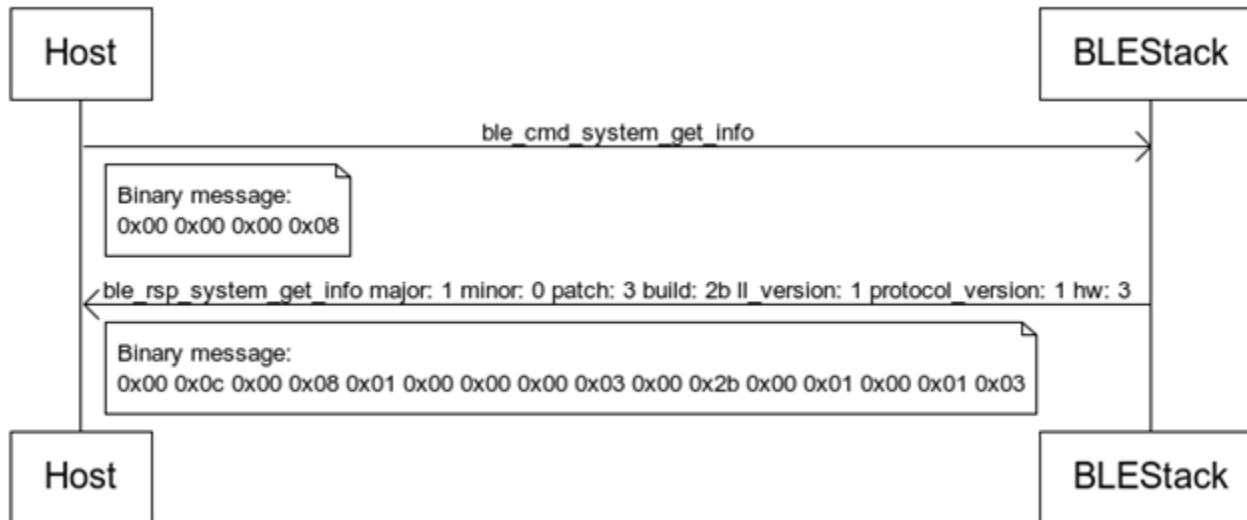 Host
BLEStack
ble_cmd_system_get_info
Binary message:
0x00 0x00 0x00 0x08
ble_rsp_system_get_info major: 1 minor: 0 patch: 3 build: 2b ll_version: 1 protocol_version: 1 hw: 3
Binary message:
0x00 0x0c 0x00 0x08 0x01 0x00 0x00 0x00 0x03 0x00 0x2b 0x00 0x01 0x00 0x01 0x03
Host
BLEStack